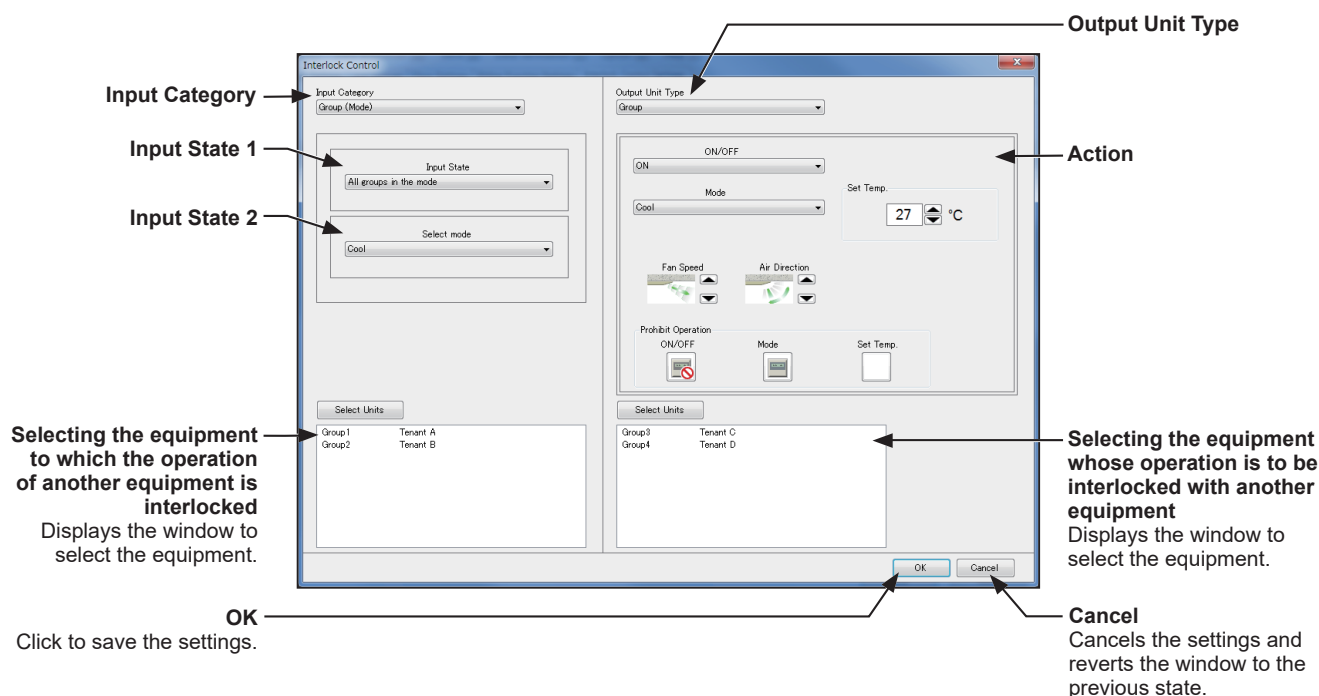 Output Unit Type
Interlock Control
Input Category
Input Category
Group (Mode)
Output Unit Type
Group
Input State 1
Input State
All groups in the mode
ON/OFF
ON
Action
Mode
Cool
Set Temp.
27 °C
Input State 2
Select mode
Cool
Fan Speed
Air Direction
Prohibit Operation
ON/OFF
Mode
Set Temp.
Select Units
Select Units
Selecting the equipment
to which the operation
of another equipment is
interlocked
Displays the window to
select the equipment.
Group1 Tenant A
Group2 Tenant B
Group3 Tenant C
Group4 Tenant D
Selecting the equipment
whose operation is to be
interlocked with another
equipment
Displays the window to
select the equipment.
OK
Cancel
OK
Click to save the settings.
Cancel
Cancels the settings and
reverts the window to the
previous state.